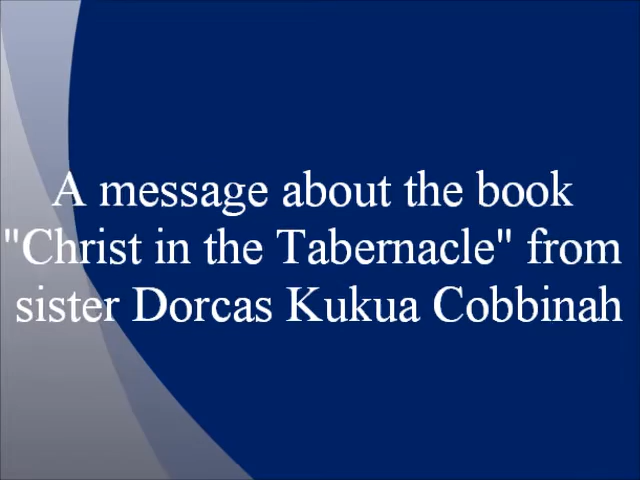 A message about the book
"Christ in the Tabernacle" from
sister Dorcas Kukua Cobbinah